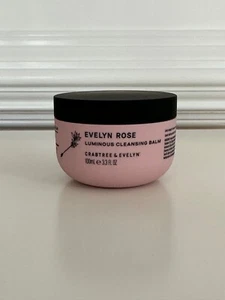 EVELYN ROSE
LUMINOUS CLEANSING BALM
CRABTREE & EVELYN
100ml ℮ 3.3 fl oz